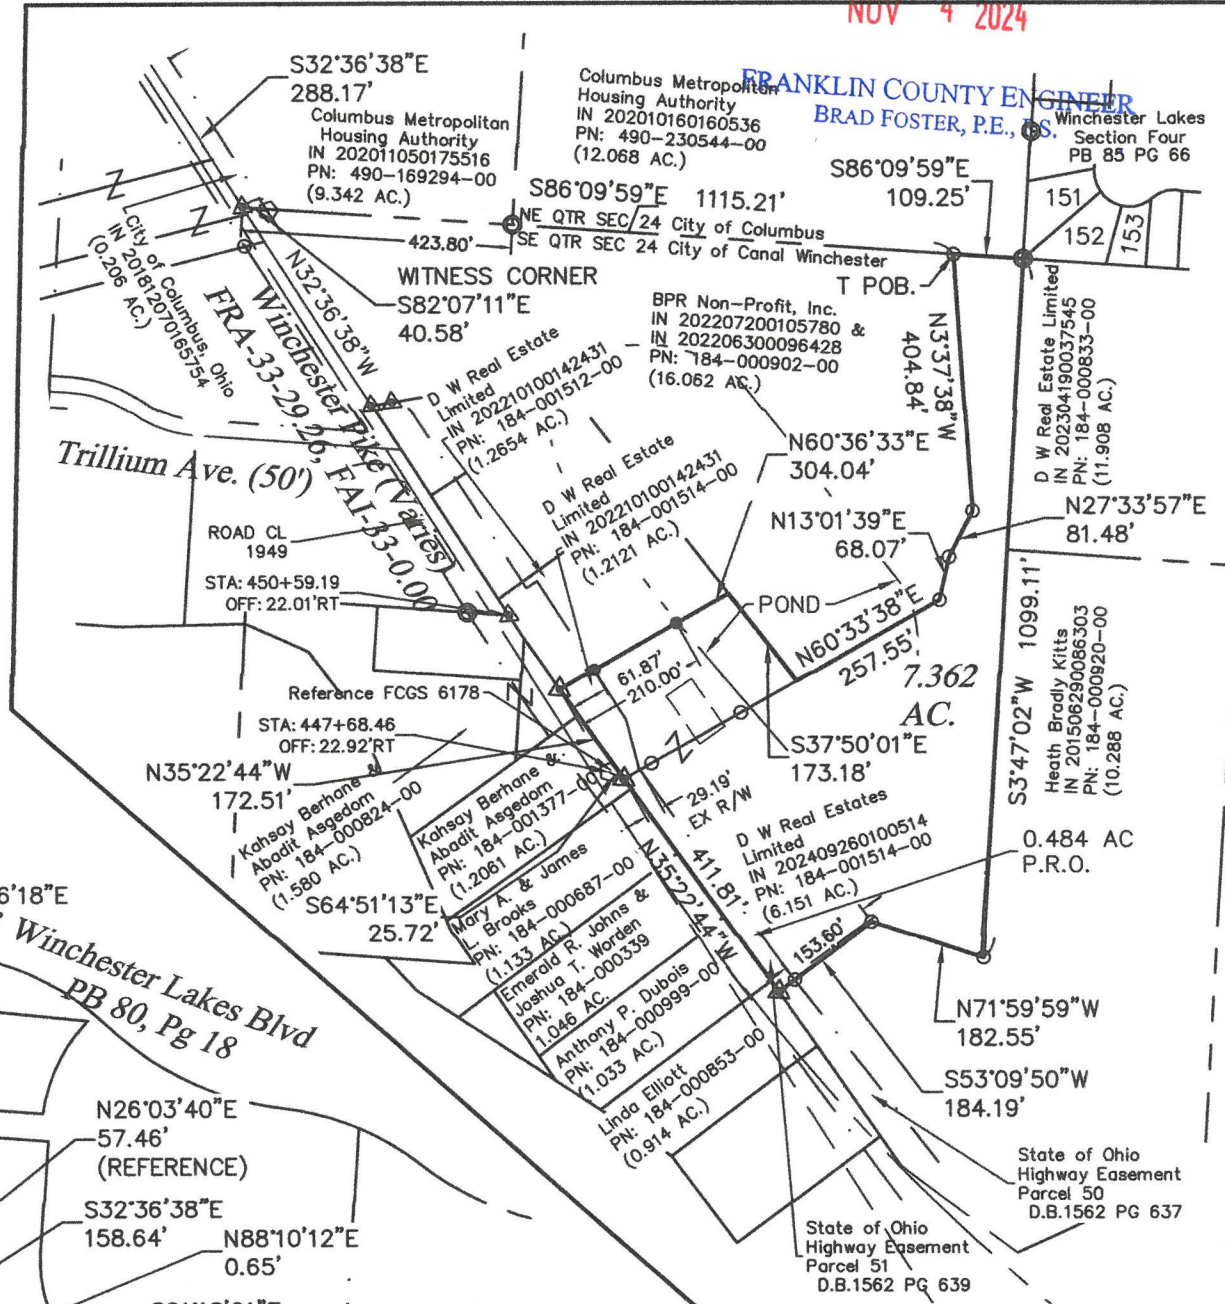 NOV 4 2024
FRANKLIN COUNTY ENGINEER
BRAD FOSTER, P.E., P.S.
S32°36'38"E
288.17'
Columbus Metropolitan
Housing Authority
IN 202011050175516
PN: 490-169294-00
(9.342 AC.)
Columbus Metropolitan
Housing Authority
IN 202010160160536
PN: 490-230544-00
(12.068 AC.)
Winchester Lakes
Section Four
PB 85 PG 66
S86°09'59"E
109.25'
151
152
153
S86°09'59"E 1115.21'
NE QTR SEC 24 City of Columbus
SE QTR SEC 24 City of Canal Winchester
423.80'
WITNESS CORNER
S82°07'11"E
40.58'
T POB.
City of Columbus, Ohio
IN 201812070165754
(0.206 AC.)
N32°36'38"W
Winchester Pike (Varies)
FRA-33-29.26, FAI-33-0.00
BPR Non-Profit, Inc.
IN 202207200105780 &
IN 202206300096428
PN: 184-000902-00
(16.062 AC.)
N3°37'38"W
404.84'
D W Real Estate Limited
IN 202304190037545
PN: 184-000833-00
(11.908 AC.)
D W Real Estate
Limited
IN 202210100142431
PN: 184-001512-00
(1.2654 AC.)
D W Real Estate
Limited
IN 202210100142431
PN: 184-001514-00
(1.2121 AC.)
N60°36'33"E
304.04'
Trillium Ave. (50')
N13°01'39"E
68.07'
N27°33'57"E
81.48'
ROAD CL
1949
STA: 450+59.19
OFF: 22.01'RT
POND
N60°33'38"E
257.55'
7.362
AC.
S3°47'02"W 1099.11'
Heath Bradly Kitts
IN 201506290086303
PN: 184-000920-00
(10.288 AC.)
61.87'
210.00'
Reference FCGS 6178
STA: 447+68.46
OFF: 22.92'RT
S37°50'01"E
173.18'
N35°22'44"W
172.51'
29.19'
EX R/W
Kahsay Berhane &
Abadit Asgedom
PN: 184-000824-00
(1.580 AC.)
Kahsay Berhane &
Abadit Asgedom
PN: 184-001377-00
(1.2061 AC.)
D W Real Estates
Limited
IN 202409260100514
PN: 184-001514-00
(6.151 AC.)
0.484 AC
P.R.O.
411.81'
N35°22'44"W
S64°51'13"E
25.72'
Mary A. & James
L. Brooks
PN: 184-000687-00
(1.133 AC.)
Emerald R. Johns &
Joshua T. Worden
PN: 184-000339
1.046 AC.
Anthony P. Dubois
PN: 184-000999-00
(1.033 AC.)
Linda Elliott
PN: 184-000853-00
(0.914 AC.)
153.60'
N71°59'59"W
182.55'
S53°09'50"W
184.19'
6'18"E
Winchester Lakes Blvd
PB 80, Pg 18
N26°03'40"E
57.46'
(REFERENCE)
S32°36'38"E
158.64'
N88°10'12"E
0.65'
State of Ohio
Highway Easement
Parcel 50
D.B.1562 PG 637
State of Ohio
Highway Easement
Parcel 51
D.B.1562 PG 639